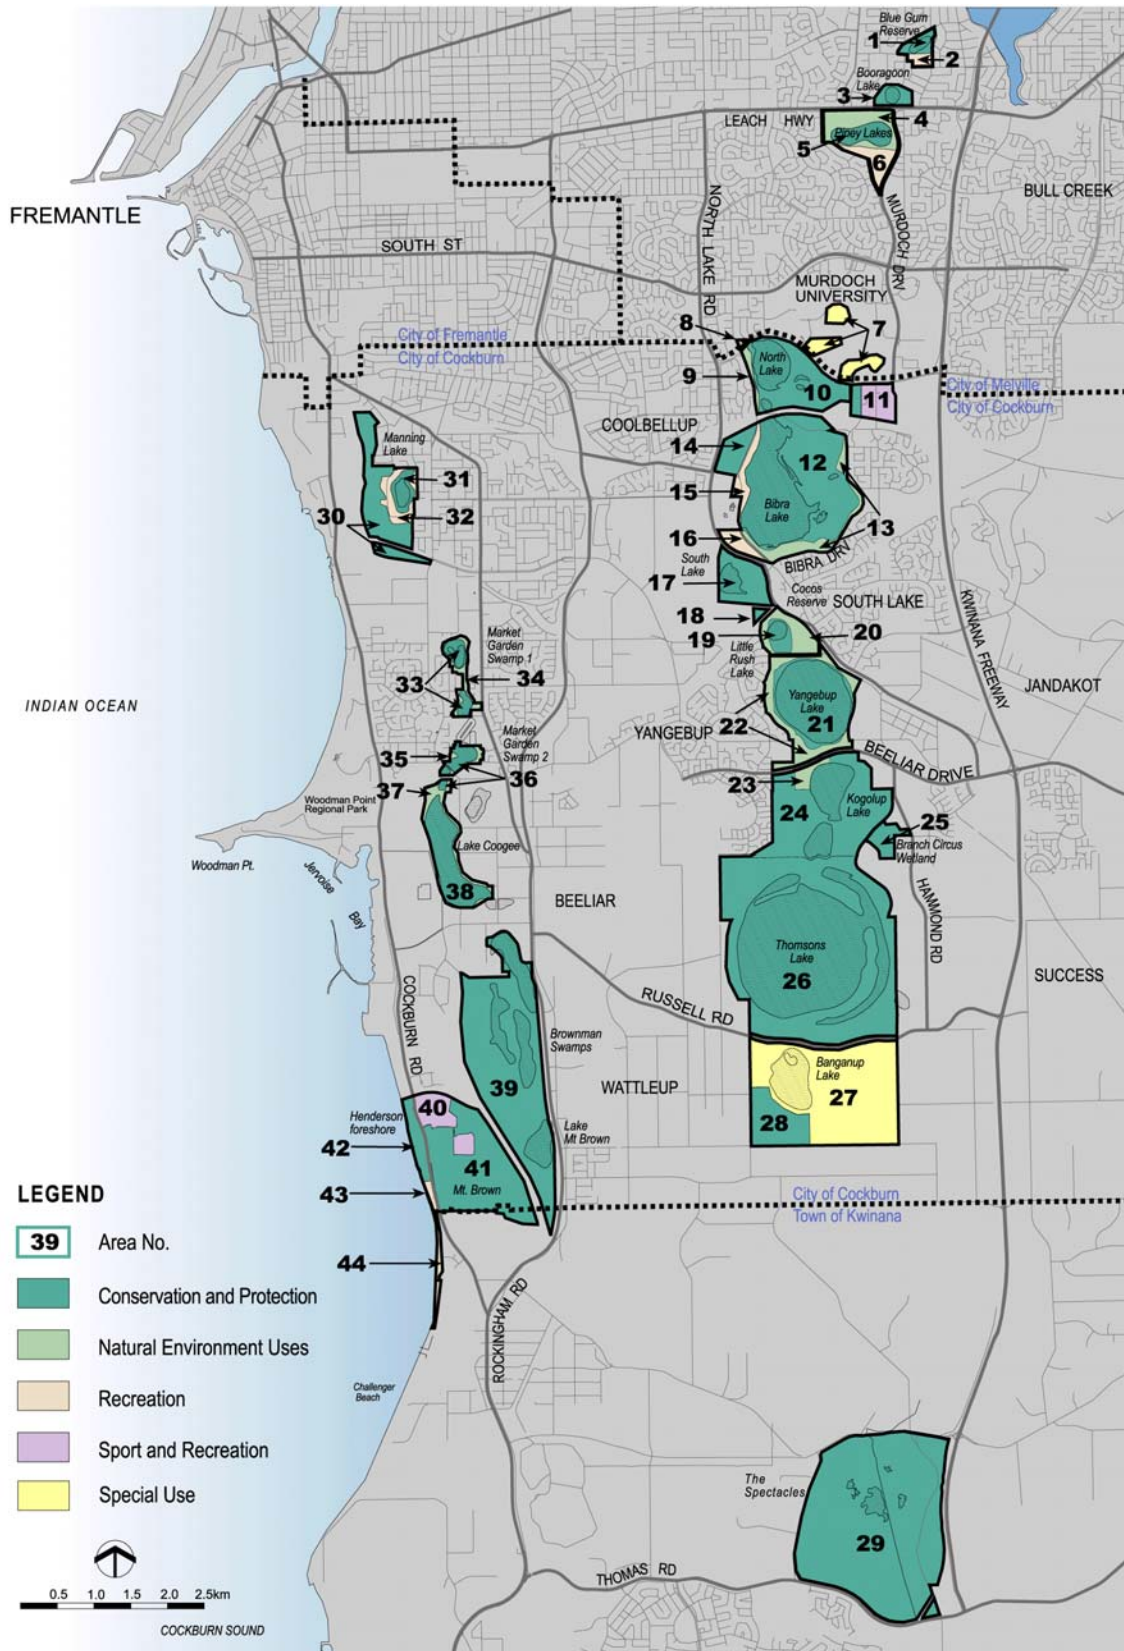 Blue Gum
Reserve
1
2
Booragoon
Lake
3
LEACH HWY
4
Piney Lakes
5
6
NORTH LAKE RD
MURDOCH DRV
BULL CREEK
FREMANTLE
SOUTH ST
MURDOCH
UNIVERSITY
7
8
City of Fremantle
City of Cockburn
North
Lake
9
10
11
City of Melville
City of Cockburn
COOLBELLUP
14
12
Manning
Lake
31
15
Bibra
Lake
13
30
32
16
BIBRA DRV
South
Lake
17
Cocos
Reserve
SOUTH LAKE
KWINANA FREEWAY
18
19
20
Little
Rush
Lake
Market
Garden
Swamp 1
33
34
INDIAN OCEAN
Yangebup
Lake
JANDAKOT
21
22
YANGEBUP
Market
Garden
Swamp 2
35
36
BEELIAR DRIVE
37
23
Woodman Point
Regional Park
24
Kogolup
Lake
25
Branch Circus
Wetland
Lake Coogee
Woodman Pt.
Jervoise
Bay
38
BEELIAR
HAMMOND RD
Thomsons
Lake
26
SUCCESS
COCKBURN RD
RUSSELL RD
Brownman
Swamps
39
WATTLEUP
Banganup
Lake
27
28
40
Henderson
foreshore
42
Lake
Mt Brown
41
Mt. Brown
43
City of Cockburn
Town of Kwinana
44
ROCKINGHAM RD
Challenger
Beach
The
Spectacles
29
THOMAS RD
LEGEND
39 Area No.
Conservation and Protection
Natural Environment Uses
Recreation
Sport and Recreation
Special Use
0.5 1.0 1.5 2.5km
COCKBURN SOUND